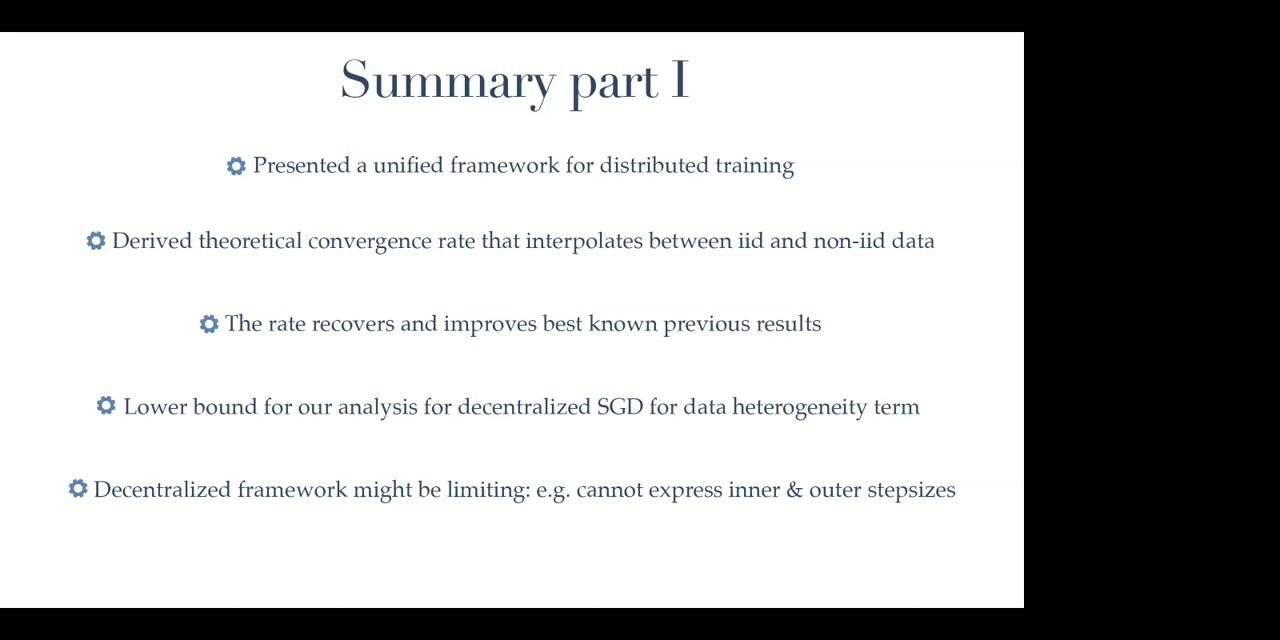 Summary part I
Presented a unified framework for distributed training
Derived theoretical convergence rate that interpolates between iid and non-iid data
The rate recovers and improves best known previous results
Lower bound for our analysis for decentralized SGD for data heterogeneity term
Decentralized framework might be limiting: e.g. cannot express inner & outer stepsizes